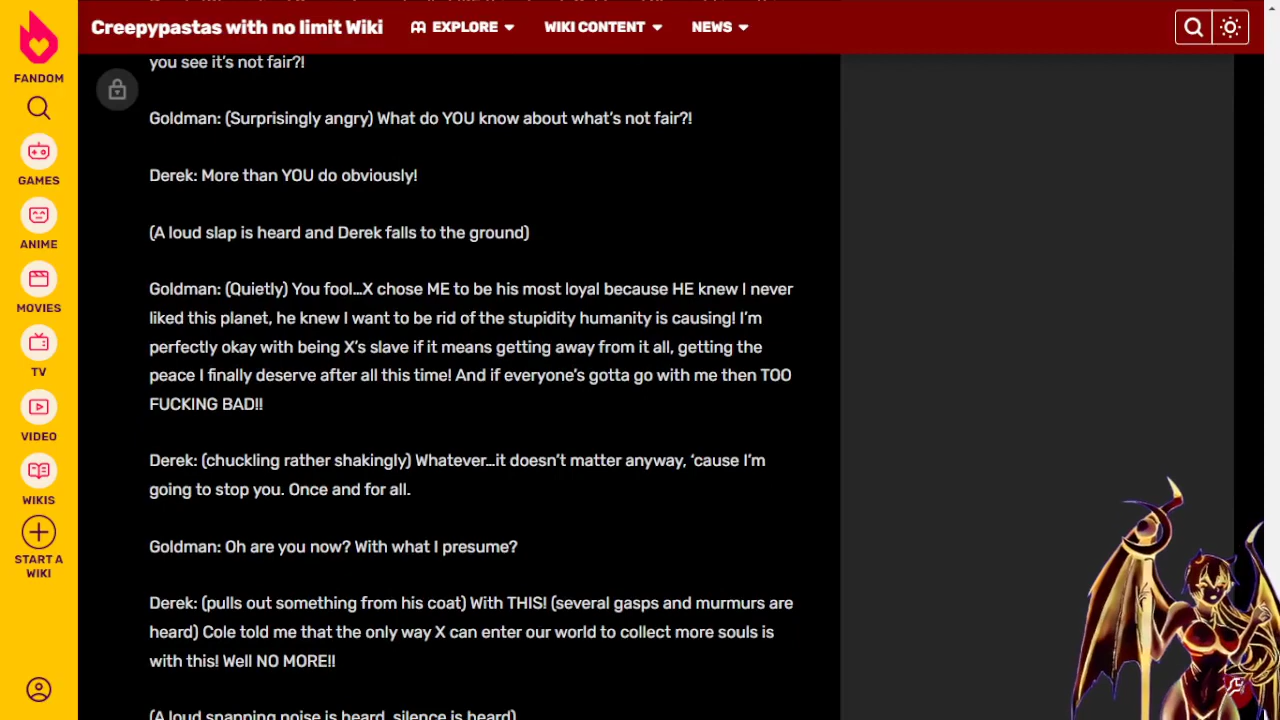 Creepypastas with no limit Wiki
EXPLORE
WIKI CONTENT
NEWS
FANDOM
GAMES
ANIME
MOVIES
TV
VIDEO
WIKIS
START A
WIKI
you see it’s not fair?!
Goldman: (Surprisingly angry) What do YOU know about what’s not fair?!
Derek: More than YOU do obviously!
(A loud slap is heard and Derek falls to the ground)
Goldman: (Quietly) You fool…X chose ME to be his most loyal because HE knew I never
liked this planet, he knew I want to be rid of the stupidity humanity is causing! I’m
perfectly okay with being X’s slave if it means getting away from it all, getting the
peace I finally deserve after all this time! And if everyone’s gotta go with me then TOO
FUCKING BAD!!
Derek: (chuckling rather shakingly) Whatever…it doesn’t matter anyway, ‘cause I’m
going to stop you. Once and for all.
Goldman: Oh are you now? With what I presume?
Derek: (pulls out something from his coat) With THIS! (several gasps and murmurs are
heard) Cole told me that the only way X can enter our world to collect more souls is
with this! Well NO MORE!!
(A loud snapping noise is heard, silence is heard)